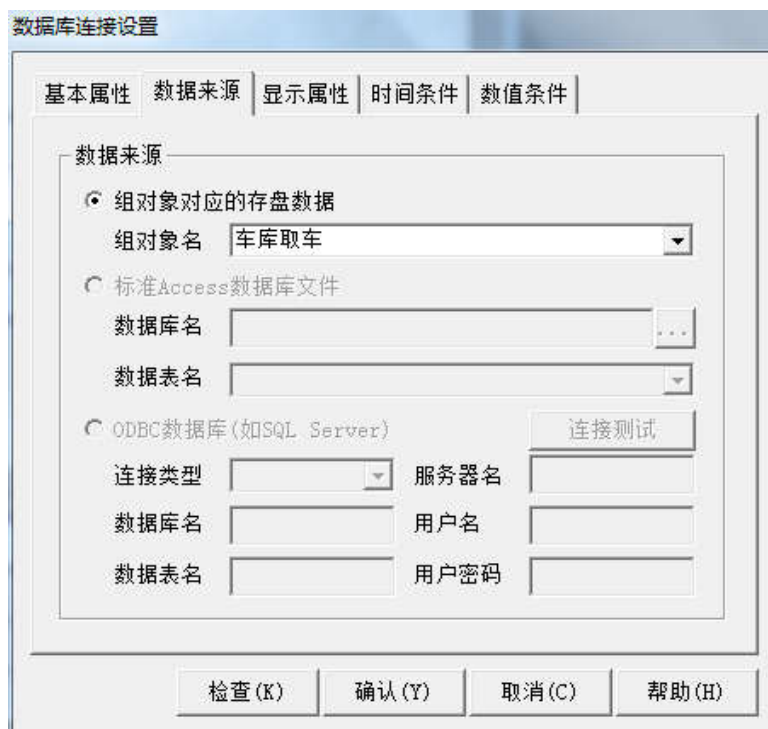 数据库连接设置
基本属性 数据来源 显示属性 时间条件 数值条件
数据来源
组对象对应的存盘数据
组对象名 车库取车
标准Access数据库文件
数据库名 ...
数据表名
ODBC数据库(如SQL Server) 连接测试
连接类型 服务器名
数据库名 用户名
数据表名 用户密码
检查(K) 确认(Y) 取消(C) 帮助(H)